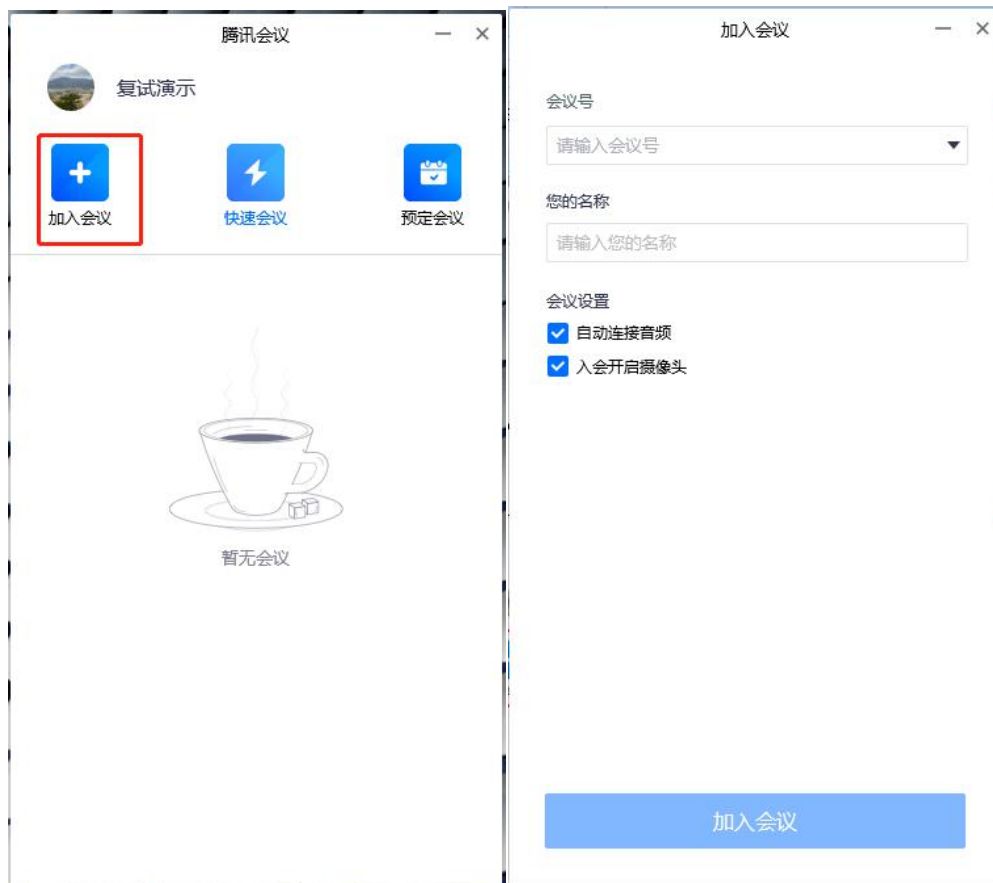 腾讯会议
复试演示
加入会议
快速会议
预定会议
暂无会议
加入会议
会议号
请输入会议号
您的名称
请输入您的名称
会议设置
自动连接音频
入会开启摄像头
加入会议